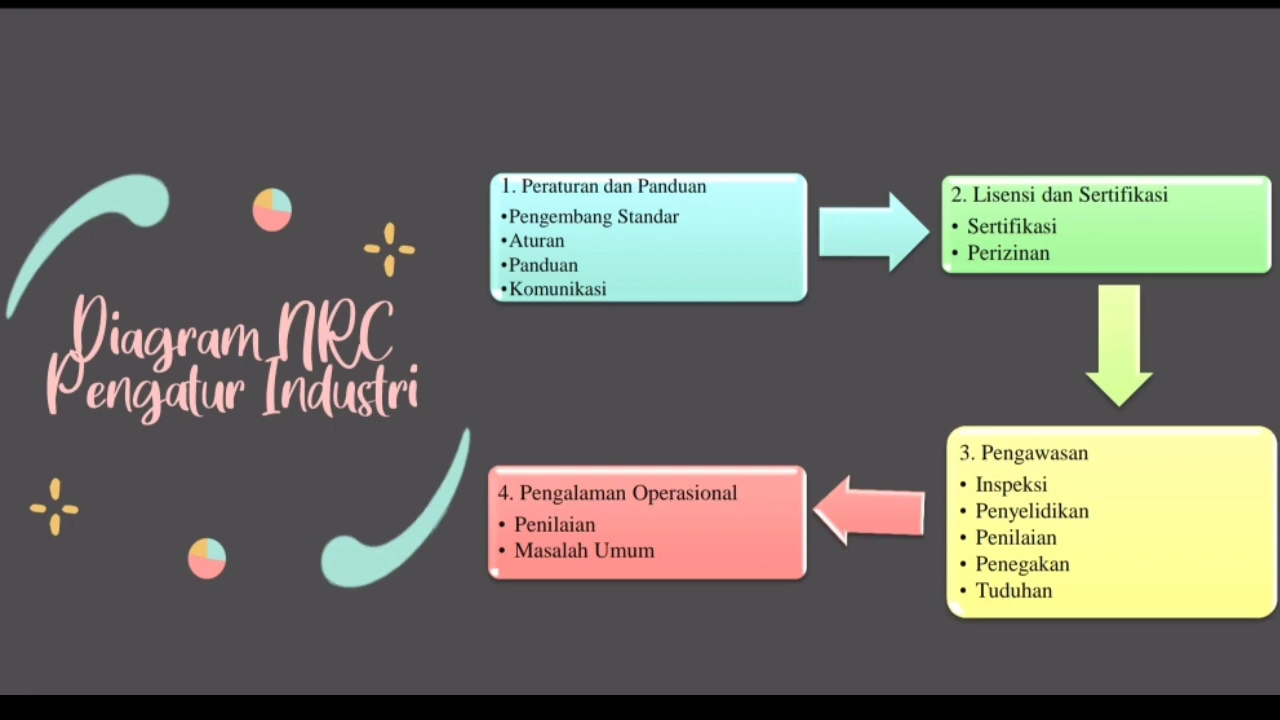 Diagram NRC
Pengatur Industri
1. Peraturan dan Panduan
•Pengembang Standar
•Aturan
•Panduan
•Komunikasi
2. Lisensi dan Sertifikasi
• Sertifikasi
• Perizinan
3. Pengawasan
• Inspeksi
• Penyelidikan
• Penilaian
• Penegakan
• Tuduhan
4. Pengalaman Operasional
• Penilaian
• Masalah Umum